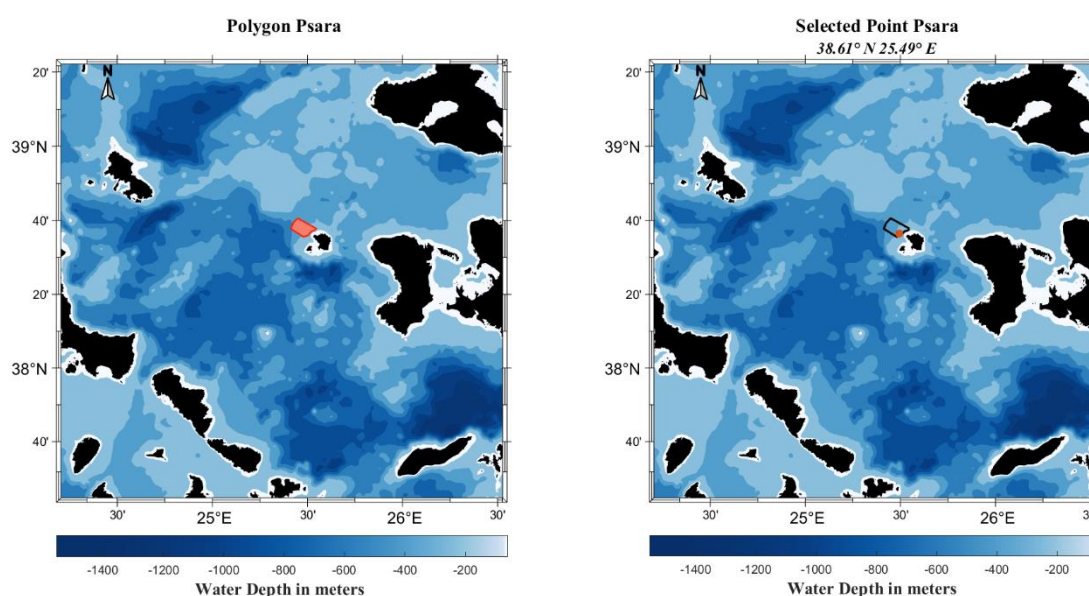 Polygon Psara
N
20'
39°N
40'
20'
38°N
40'
30' 25°E 30' 26°E 30'
-1400 -1200 -1000 -800 -600 -400 -200
Water Depth in meters
Selected Point Psara
38.61° N 25.49° E
N
20'
39°N
40'
20'
38°N
40'
30' 25°E 30' 26°E 30'
-1400 -1200 -1000 -800 -600 -400 -200
Water Depth in meters